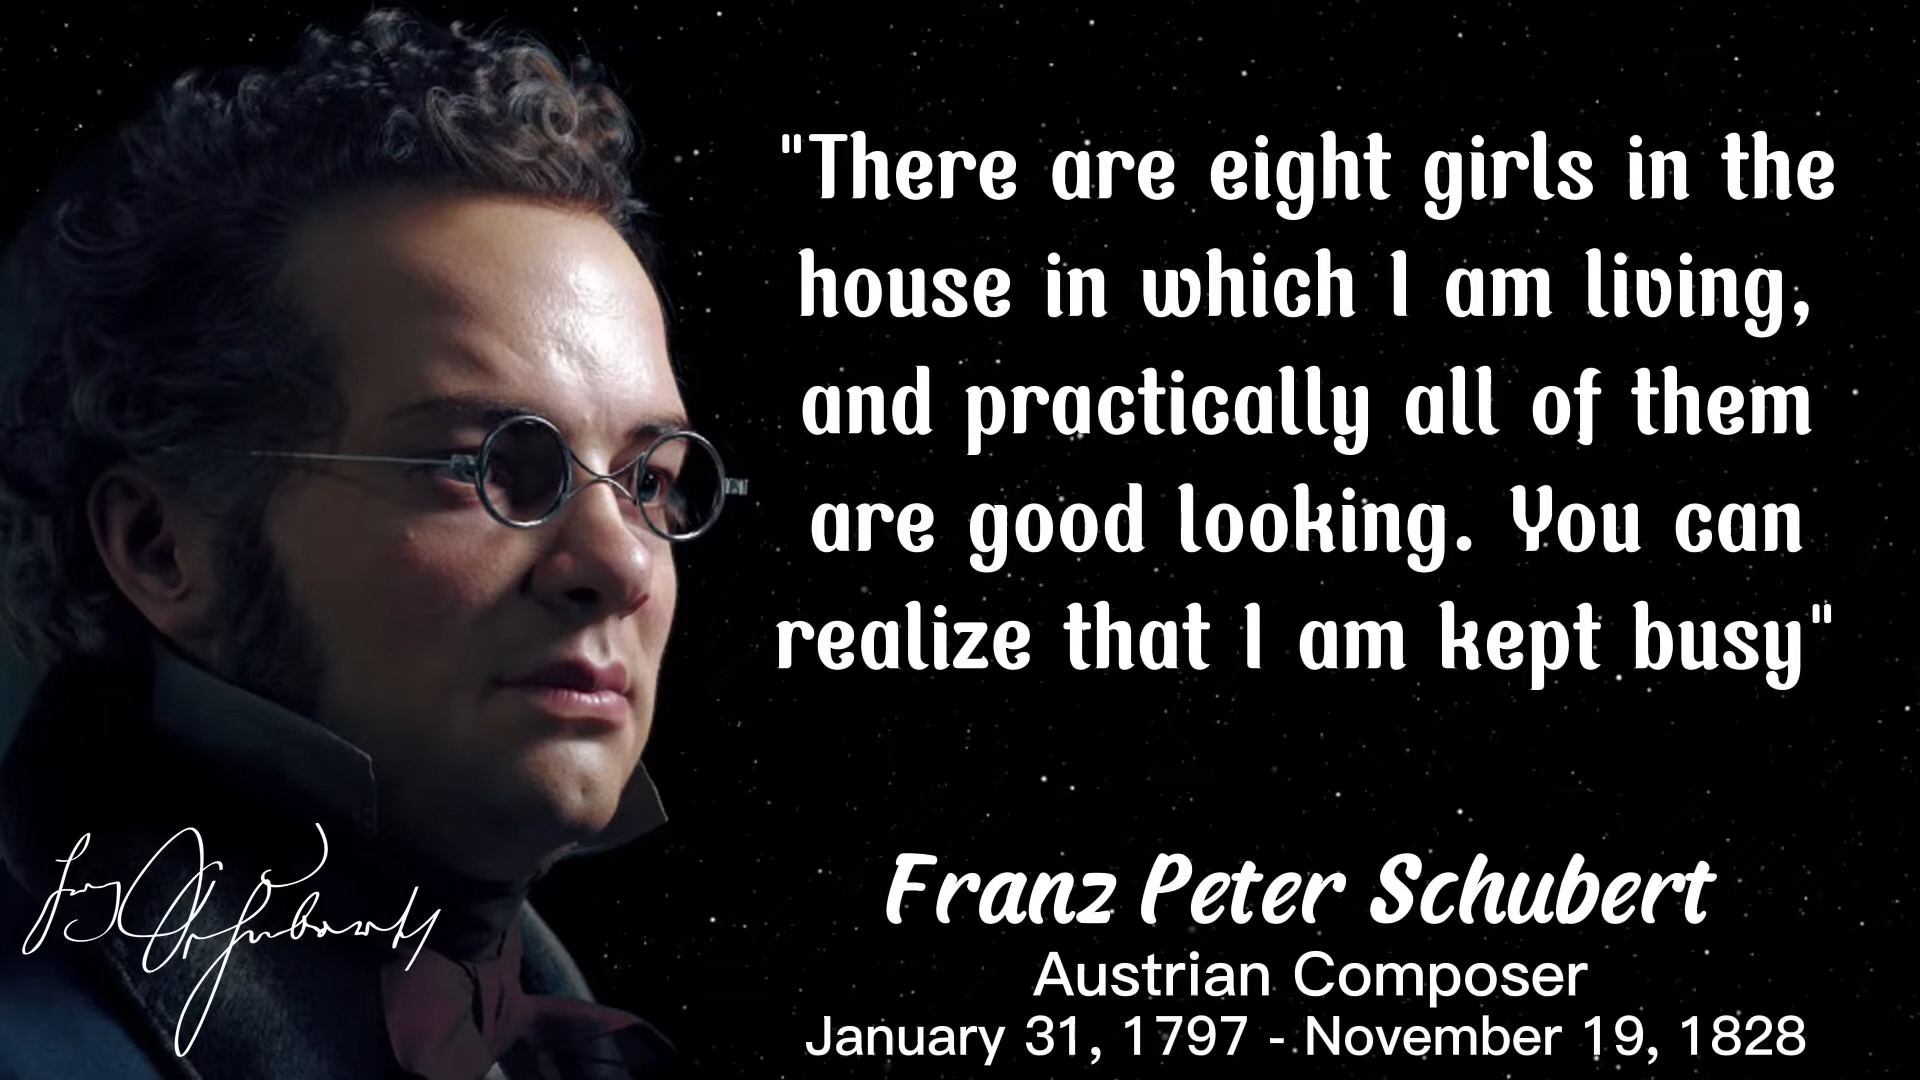 "There are eight girls in the
house in which I am living,
and practically all of them
are good looking. You can
realize that I am kept busy"
Franz Peter Schubert
Austrian Composer
January 31, 1797 - November 19, 1828